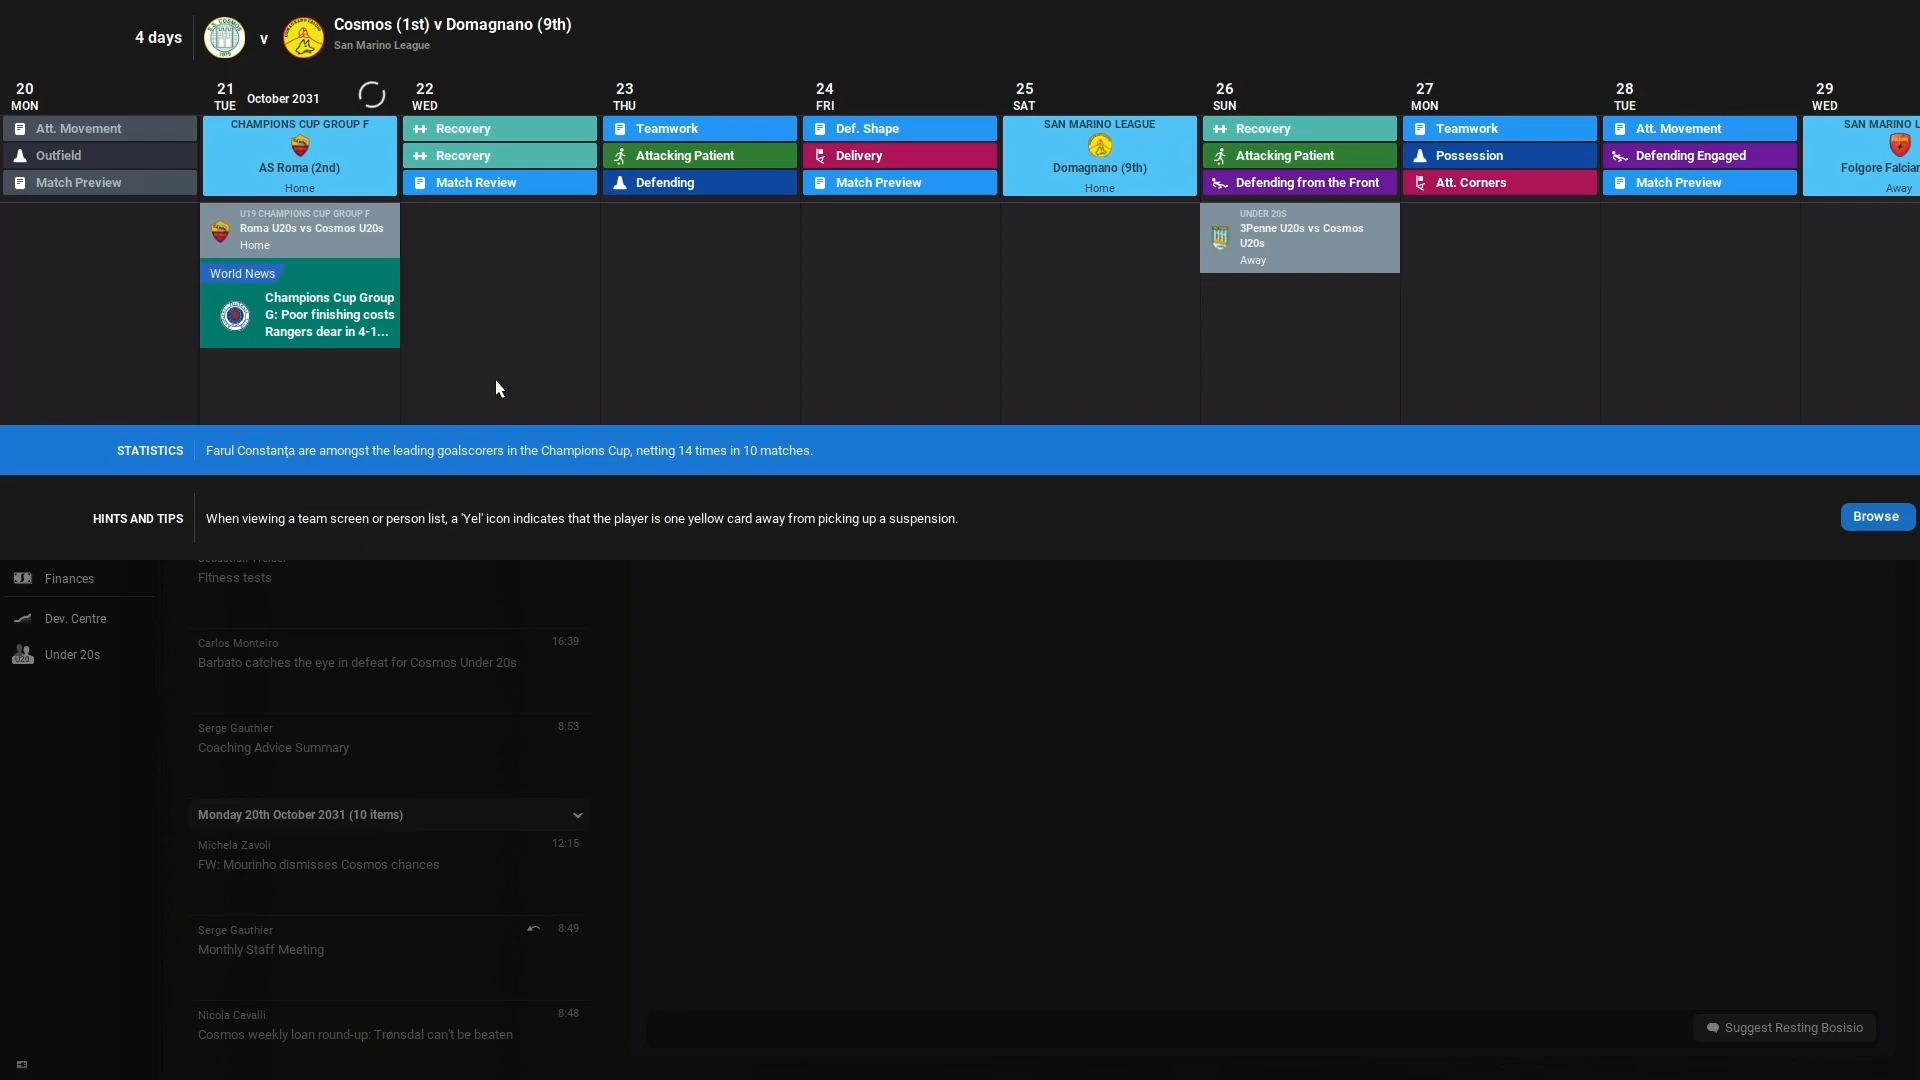 4 days
v
Cosmos (1st) v Domagnano (9th)
San Marino League
20
MON
21
TUE
October 2031
22
WED
23
THU
24
FRI
25
SAT
26
SUN
27
MON
28
TUE
29
WED
Att. Movement
Outfield
Match Preview
CHAMPIONS CUP GROUP F
AS Roma (2nd)
Home
Recovery
Recovery
Match Review
Teamwork
Attacking Patient
Defending
Def. Shape
Delivery
Match Preview
SAN MARINO LEAGUE
Domagnano (9th)
Home
Recovery
Attacking Patient
Defending from the Front
Teamwork
Possession
Att. Corners
Att. Movement
Defending Engaged
Match Preview
SAN MARINO L
Folgore Falcian
Away
U19 CHAMPIONS CUP GROUP F
Roma U20s vs Cosmos U20s
Home
World News
Champions Cup Group
G: Poor finishing costs
Rangers dear in 4-1...
UNDER 20S
3Penne U20s vs Cosmos
U20s
Away
STATISTICS
Farul Constanţa are amongst the leading goalscorers in the Champions Cup, netting 14 times in 10 matches.
HINTS AND TIPS
When viewing a team screen or person list, a 'Yel' icon indicates that the player is one yellow card away from picking up a suspension.
Browse
Finances
Dev. Centre
Under 20s
Fitness tests
Carlos Monteiro
16:39
Barbato catches the eye in defeat for Cosmos Under 20s
Serge Gauthier
8:53
Coaching Advice Summary
Monday 20th October 2031 (10 items)
Michela Zavoli
12:15
FW: Mourinho dismisses Cosmos chances
Serge Gauthier
8:49
Monthly Staff Meeting
Nicola Cavalli
8:48
Cosmos weekly loan round-up: Trønsdal can't be beaten
Suggest Resting Bosisio